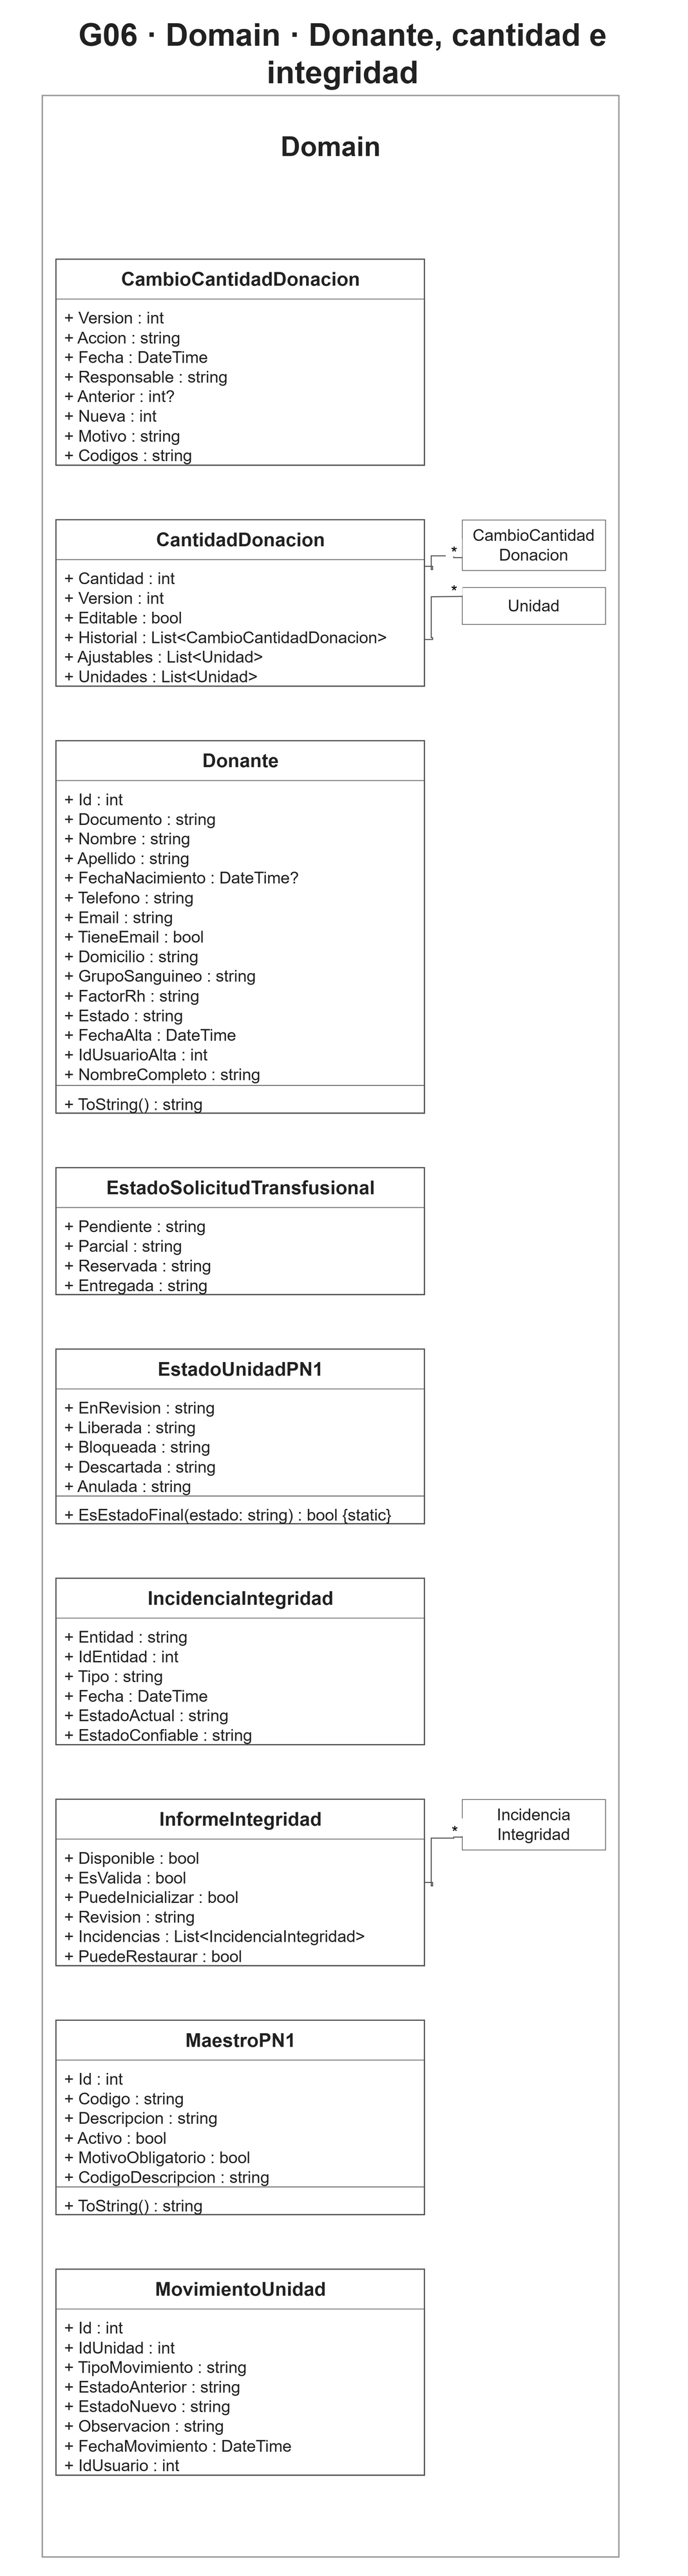 G06 · Domain · Donante, cantidad e
integridad
Domain
CambioCantidadDonacion
+ Version : int
+ Accion : string
+ Fecha : DateTime
+ Responsable : string
+ Anterior : int?
+ Nueva : int
+ Motivo : string
+ Codigos : string
CantidadDonacion
+ Cantidad : int
+ Version : int
+ Editable : bool
+ Historial : List<CambioCantidadDonacion>
+ Ajustables : List<Unidad>
+ Unidades : List<Unidad>
*
CambioCantidad
Donacion
*
Unidad
Donante
+ Id : int
+ Documento : string
+ Nombre : string
+ Apellido : string
+ FechaNacimiento : DateTime?
+ Telefono : string
+ Email : string
+ TieneEmail : bool
+ Domicilio : string
+ GrupoSanguineo : string
+ FactorRh : string
+ Estado : string
+ FechaAlta : DateTime
+ IdUsuarioAlta : int
+ NombreCompleto : string
+ ToString() : string
EstadoSolicitudTransfusional
+ Pendiente : string
+ Parcial : string
+ Reservada : string
+ Entregada : string
EstadoUnidadPN1
+ EnRevision : string
+ Liberada : string
+ Bloqueada : string
+ Descartada : string
+ Anulada : string
+ EsEstadoFinal(estado: string) : bool {static}
IncidenciaIntegridad
+ Entidad : string
+ IdEntidad : int
+ Tipo : string
+ Fecha : DateTime
+ EstadoActual : string
+ EstadoConfiable : string
InformeIntegridad
+ Disponible : bool
+ EsValida : bool
+ PuedeInicializar : bool
+ Revision : string
+ Incidencias : List<IncidenciaIntegridad>
+ PuedeRestaurar : bool
*
Incidencia
Integridad
MaestroPN1
+ Id : int
+ Codigo : string
+ Descripcion : string
+ Activo : bool
+ MotivoObligatorio : bool
+ CodigoDescripcion : string
+ ToString() : string
MovimientoUnidad
+ Id : int
+ IdUnidad : int
+ TipoMovimiento : string
+ EstadoAnterior : string
+ EstadoNuevo : string
+ Observacion : string
+ FechaMovimiento : DateTime
+ IdUsuario : int